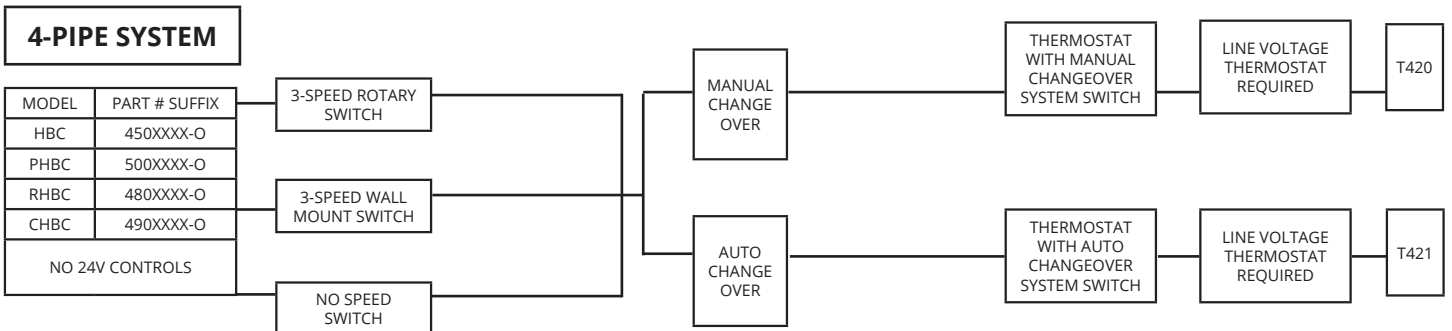 4-PIPE SYSTEM
MODEL PART # SUFFIX
HBC 450XXXX-O
PHBC 500XXXX-O
RHBC 480XXXX-O
CHBC 490XXXX-O
NO 24V CONTROLS
3-SPEED ROTARY
SWITCH
3-SPEED WALL
MOUNT SWITCH
NO SPEED
SWITCH
MANUAL
CHANGE
OVER
AUTO
CHANGE
OVER
THERMOSTAT
WITH MANUAL
CHANGEOVER
SYSTEM SWITCH
LINE VOLTAGE
THERMOSTAT
REQUIRED
T420
THERMOSTAT
WITH AUTO
CHANGEOVER
SYSTEM SWITCH
LINE VOLTAGE
THERMOSTAT
REQUIRED
T421